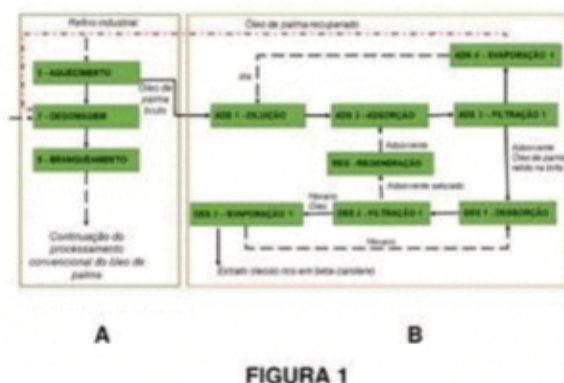 Refino industrial
Óleo de palma recuperado
ADS 4 - EVAPORAÇÃO 1
- AQUECIMENTO
IPA
Óleo de
palma
bruto
ADS 1 - DILUIÇÃO
ADS 2 - ADSORÇÃO
ADS 3 - FILTRAÇÃO 1
- DEGOMAGEM
Adsorvente
REG - REGENERAÇÃO
Adsorvente
Óleo de palma
retido na torta
- BRANQUEAMENTO
Adsorvente saturado
DES 3 - EVAPORAÇÃO 1
Hexano
Óleo
DES 2 - FILTRAÇÃO 1
DES 1 - DESSORÇÃO
Hexano
Continuação do
processamento
convencional do óleo de
palma
Extrato oleoso rico em beta-caroteno
A
B
FIGURA 1